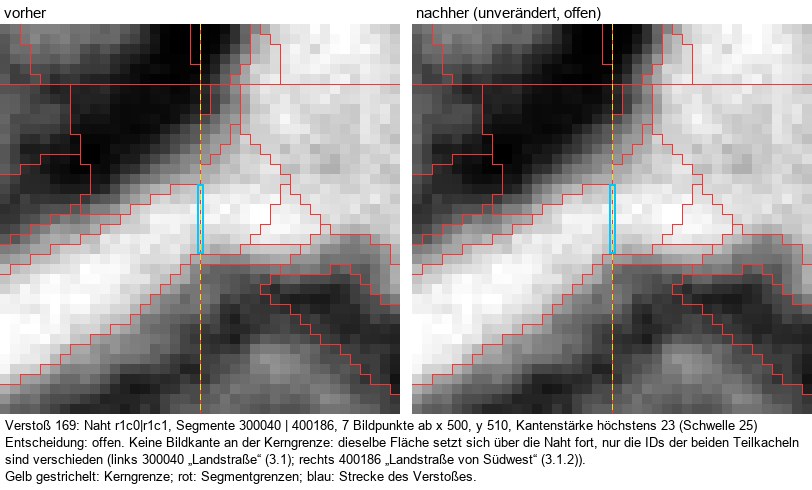 vorher
nachher (unverändert, offen)
Verstoß 169: Naht r1c0|r1c1, Segmente 300040 | 400186, 7 Bildpunkte ab x 500, y 510, Kantenstärke höchstens 23 (Schwelle 25)
Entscheidung: offen. Keine Bildkante an der Kerngrenze: dieselbe Fläche setzt sich über die Naht fort, nur die IDs der beiden Teilkacheln
sind verschieden (links 300040 „Landstraße“ (3.1); rechts 400186 „Landstraße von Südwest“ (3.1.2)).
Gelb gestrichelt: Kerngrenze; rot: Segmentgrenzen; blau: Strecke des Verstoßes.